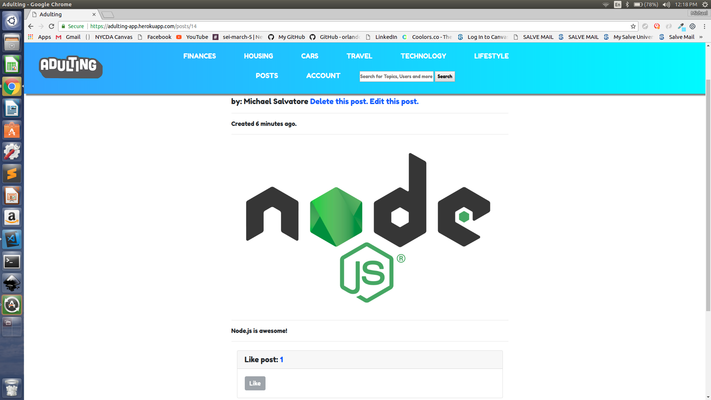 Adulting - Google Chrome
En
(78%)
12:18 PM
Adulting
Michael
Secure
https://adulting-app.herokuapp.com/posts/14
Apps
Gmail
()
NYCDA Canvas
Facebook
YouTube
sei-march-5 | N
My GitHub
GitHub - orland
LinkedIn
Coolors.co - The
Log In to Canva
SALVE MAIL
SALVE MAIL
My Salve Univer
Salve Mail
ADULTING
FINANCES HOUSING CARS TRAVEL TECHNOLOGY LIFESTYLE
POSTS ACCOUNT Search for Topics, Users and more Search
by: Michael Salvatore Delete this post. Edit this post.
Created 6 minutes ago.
node
JS®
Node.js is awesome!
Like post: 1
Like